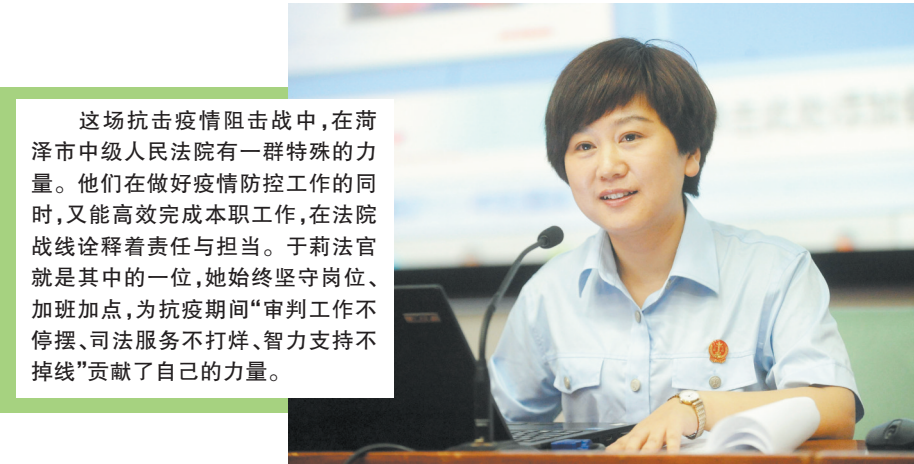 这场抗击疫情阻击战中,在菏
泽市中级人民法院有一群特殊的力
量。他们在做好疫情防控工作的同
时,又能高效完成本职工作,在法院
战线诠释着责任与担当。于莉法官
就是其中的一位,她始终坚守岗位、
加班加点,为抗疫期间“审判工作不
停摆、司法服务不打烊、智力支持不
掉线”贡献了自己的力量。